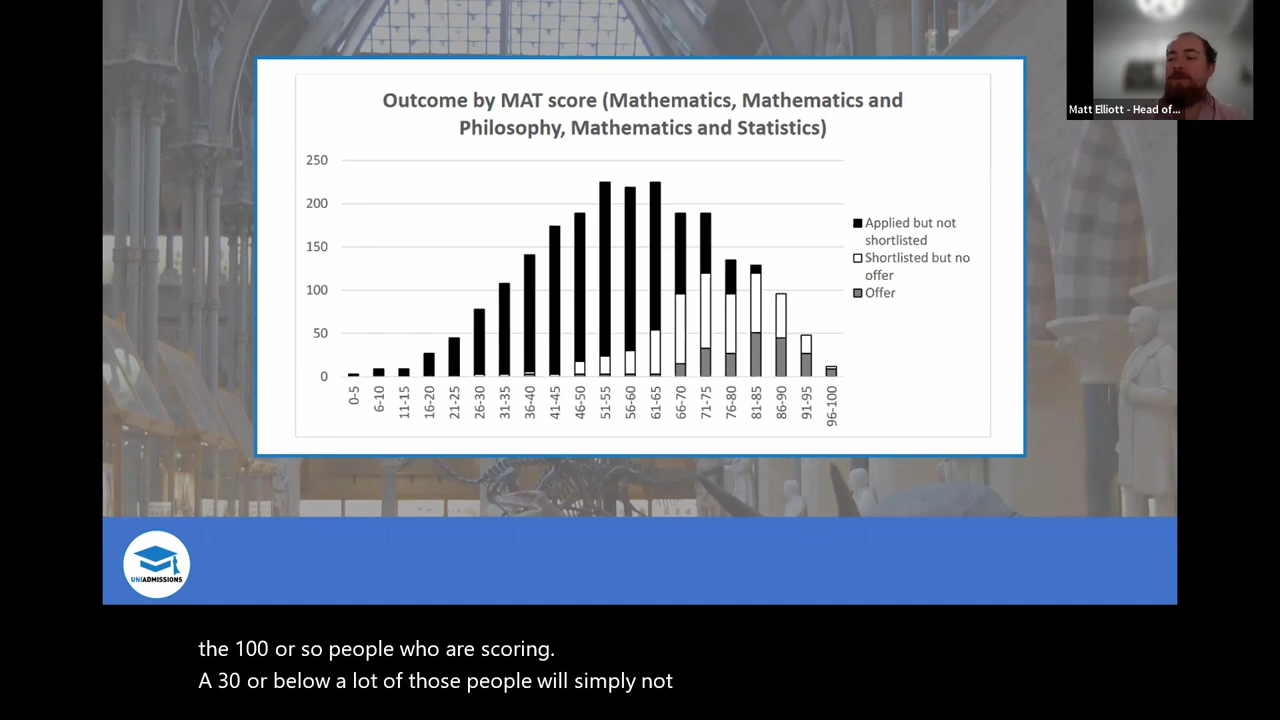 Outcome by MAT score (Mathematics, Mathematics and
Philosophy, Mathematics and Statistics)
250
200
150
100
50
0
0-5
6-10
11-15
16-20
21-25
26-30
31-35
36-40
41-45
46-50
51-55
56-60
61-65
66-70
71-75
76-80
81-85
86-90
91-95
96-100
Applied but not
shortlisted
Shortlisted but no
offer
Offer
Matt Elliott - Head of...
UNIADMISSIONS
the 100 or so people who are scoring.
A 30 or below a lot of those people will simply not